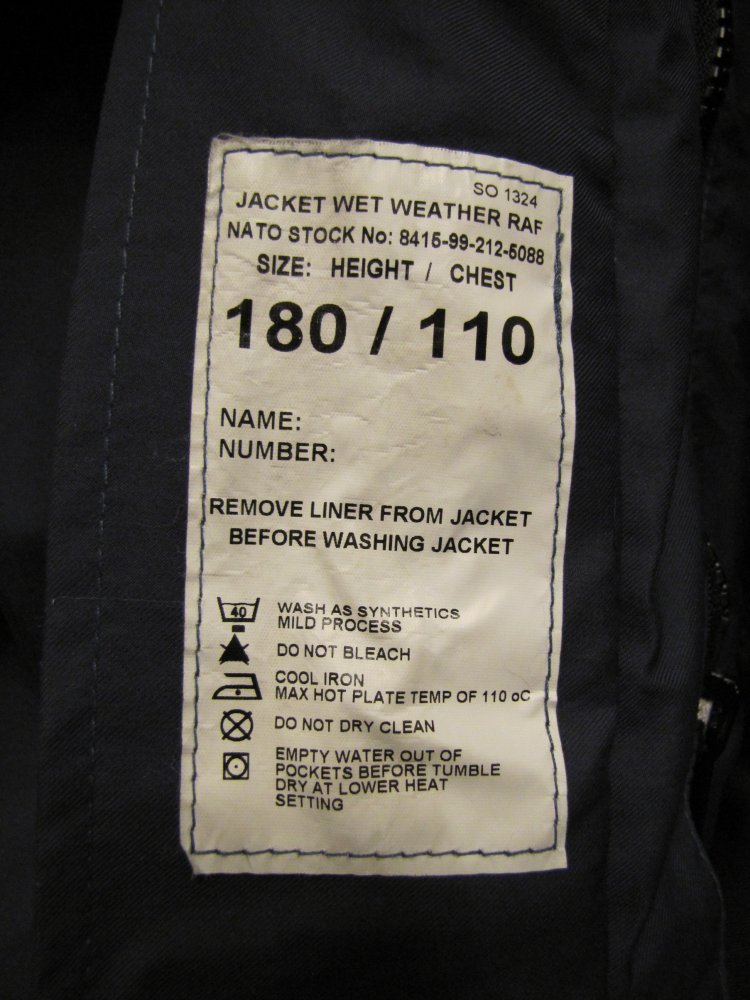 SO 1324
JACKET WET WEATHER RAF
NATO STOCK No: 8415-99-212-5088
SIZE: HEIGHT / CHEST
180 / 110
NAME:
NUMBER:
REMOVE LINER FROM JACKET
BEFORE WASHING JACKET
40 WASH AS SYNTHETICS
MILD PROCESS
DO NOT BLEACH
COOL IRON
MAX HOT PLATE TEMP OF 110 oC
DO NOT DRY CLEAN
EMPTY WATER OUT OF
POCKETS BEFORE TUMBLE
DRY AT LOWER HEAT
SETTING